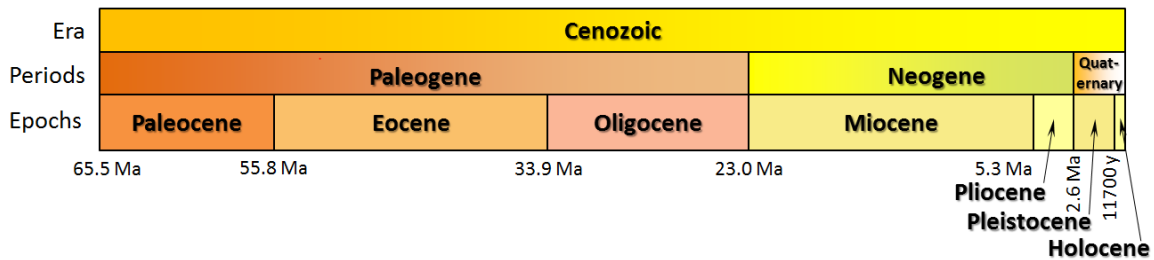 Era
Cenozoic
Periods
Paleogene
Neogene
Quat-
ernary
Epochs
Paleocene
Eocene
Oligocene
Miocene
65.5 Ma
55.8 Ma
33.9 Ma
23.0 Ma
5.3 Ma
2.6 Ma
11700 y
Pliocene
Pleistocene
Holocene